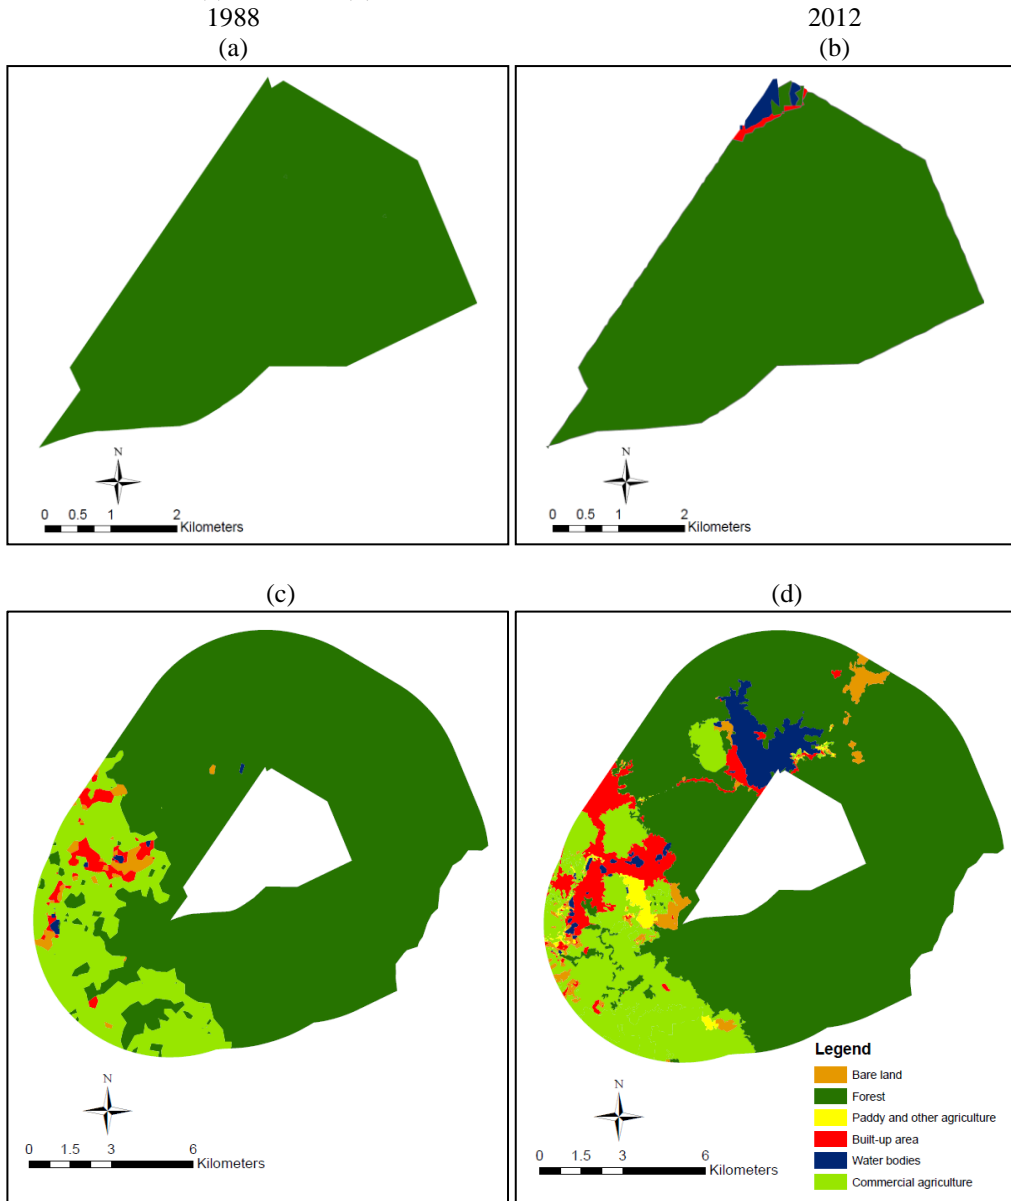 1988 2012
(a) (b)
N N
0 0.5 1 2 Kilometers 0 0.5 1 2 Kilometers
(c) (d)
Legend
Bare land
Forest
Paddy and other agriculture
Built-up area
Water bodies
Commercial agriculture
N N
0 1.5 3 6 Kilometers 0 1.5 3 6 Kilometers